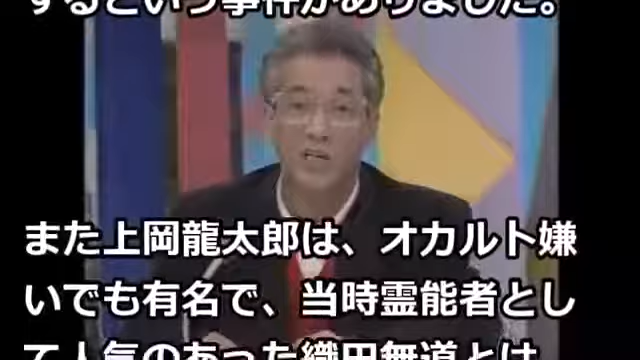 するという事件がありました。
また上岡龍太郎は、オカルト嫌
いでも有名で、当時霊能者とし
て人気のあった織田無道とは、